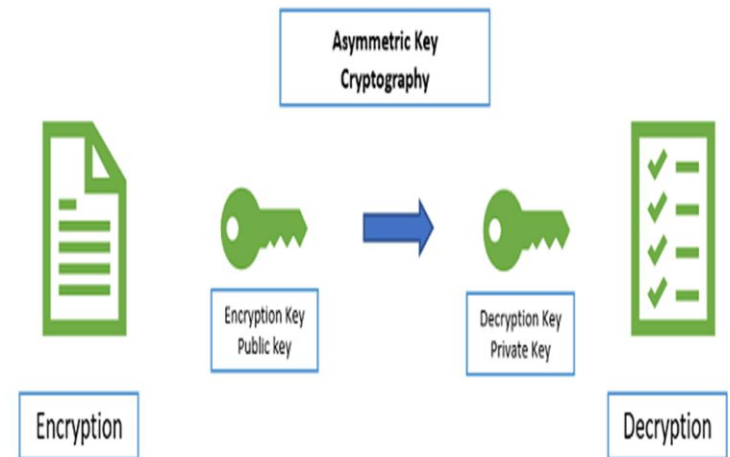 Asymmetric Key
Cryptography
Encryption Key
Public key
Decryption Key
Private Key
Encryption
Decryption